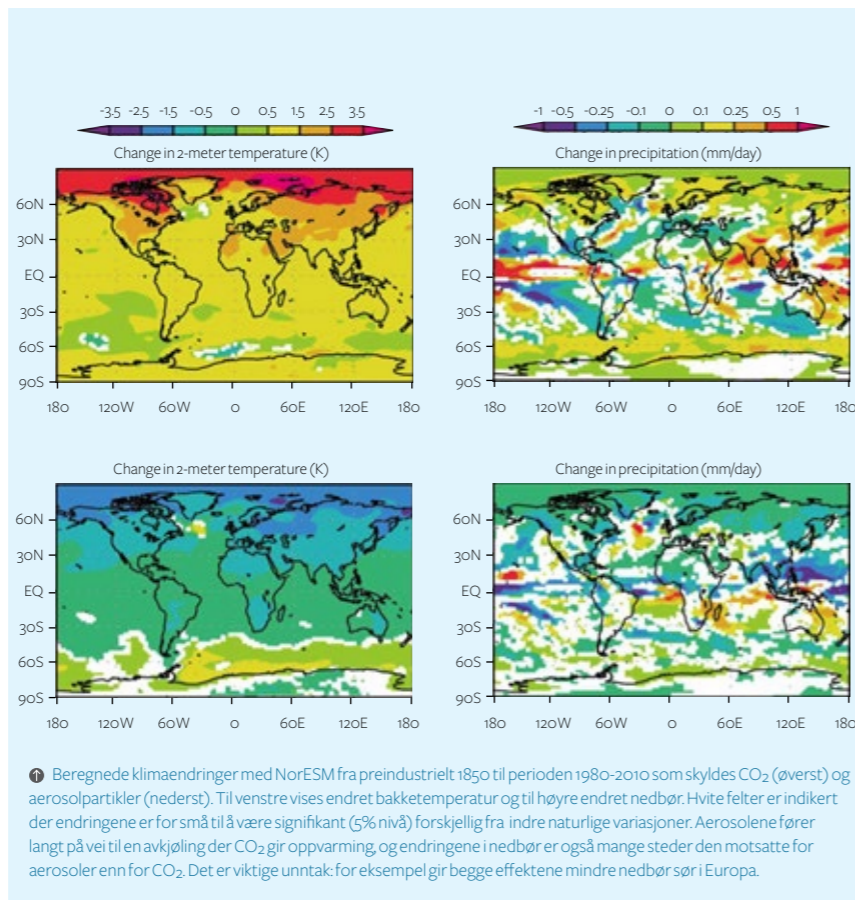 -3.5 -2.5 -1.5 -0.5 0 0.5 1.5 2.5 3.5
-1 -0.5 -0.25 -0.1 0 0.1 0.25 0.5 1
Change in 2-meter temperature (K)
Change in precipitation (mm/day)
60N
30N
EQ
30S
60S
90S
180 120W 60W 0 60E 120E 180
180 120W 60W 0 60E 120E 180
Change in 2-meter temperature (K)
Change in precipitation (mm/day)
60N
30N
EQ
30S
60S
90S
60N
30N
EQ
30S
60S
90S
60N
30N
EQ
30S
60S
90S
180 120W 60W 0 60E 120E 180
180 120W 60W 0 60E 120E 180
Beregnede klimaendringer med NorESM fra preindustrielt 1850 til perioden 1980-2010 som skyldes CO₂ (øverst) og
aerosolpartikler (nederst). Til venstre vises endret bakketemperatur og til høyre endret nedbør. Hvite felter er indikert
der endringene er for små til å være signifikant (5% nivå) forskjellig fra indre naturlige variasjoner. Aerosolene fører
langt på vei til en avkjøling der CO₂ gir oppvarming, og endringene i nedbør er også mange steder den motsatte for
aerosoler enn for CO₂. Det er viktige unntak: for eksempel gir begge effektene mindre nedbør sør i Europa.